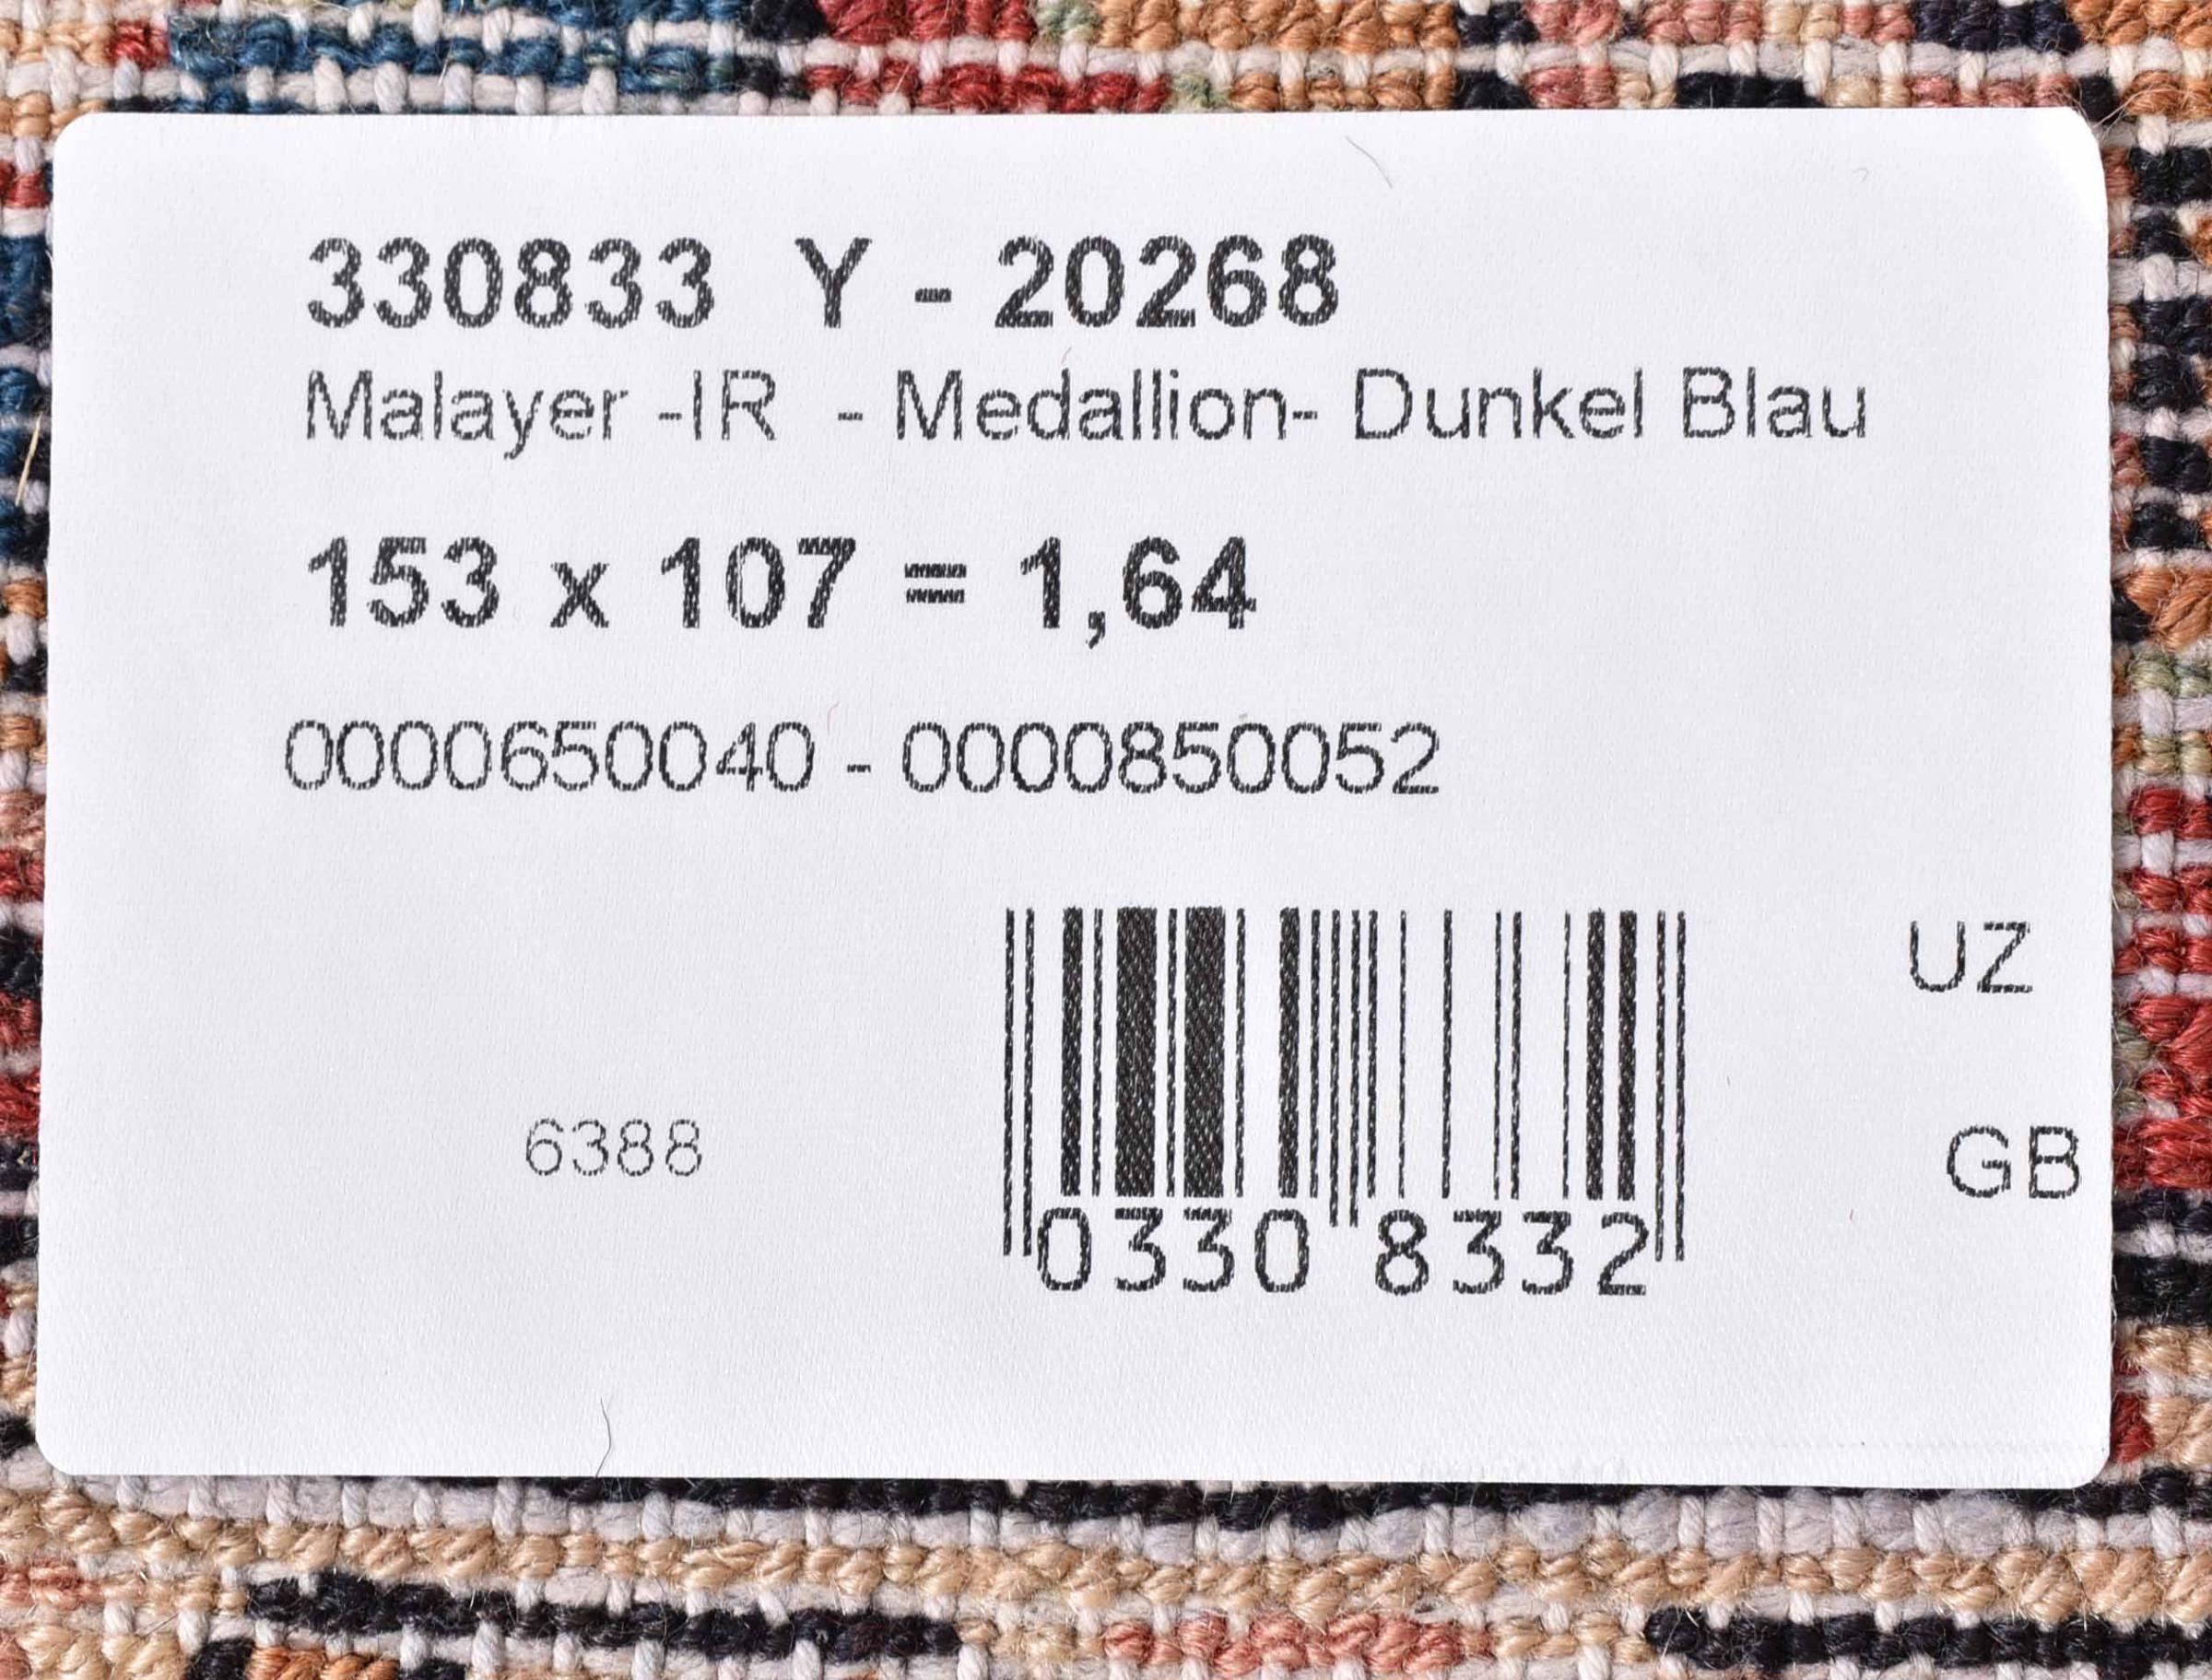 330833 Y - 20268
Malayer -IR - Medallion- Dunkel Blau
153 x 107 = 1,64
0000650040 - 0000850052
UZ
6388
GB
0330 8332